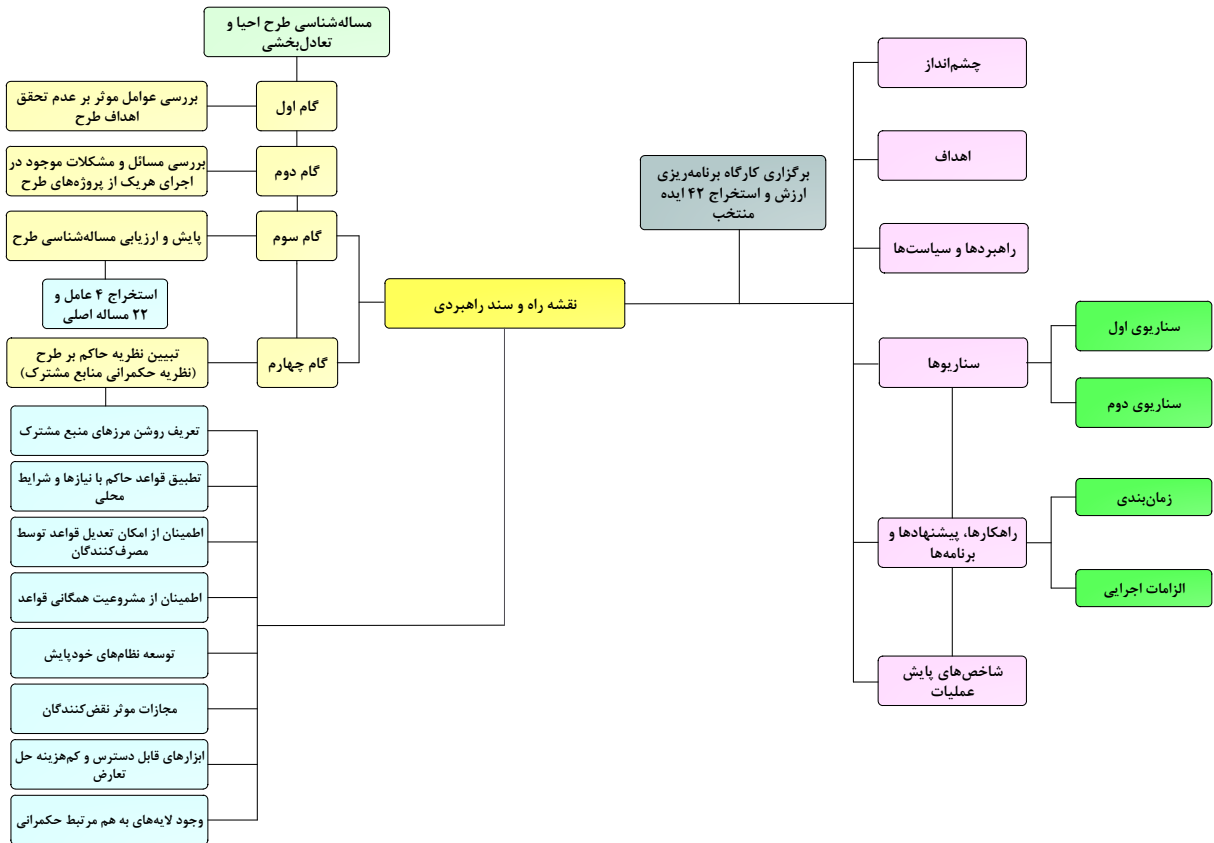 مساله‌شناسی طرح احیا و
تعادل‌بخشی
گام اول
بررسی عوامل موثر بر عدم تحقق
اهداف طرح
گام دوم
بررسی مسائل و مشکلات موجود در
اجرای هریک از پروژه‌های طرح
گام سوم
پایش و ارزیابی مساله‌شناسی طرح
استخراج ۴ عامل و
۲۲ مساله اصلی
گام چهارم
تبیین نظریه حاکم بر طرح
(نظریه حکمرانی منابع مشترک)
تعریف روشن مرزهای منبع مشترک
تطبیق قواعد حاکم با نیازها و شرایط
محلی
اطمینان از امکان تعدیل قواعد توسط
مصرف‌کنندگان
اطمینان از مشروعیت همگانی قواعد
توسعه نظام‌های خودپایش
مجازات موثر نقض‌کنندگان
ابزارهای قابل دسترس و کم‌هزینه حل
تعارض
وجود لایه‌های به هم مرتبط حکمرانی
نقشه راه و سند راهبردی
برگزاری کارگاه برنامه‌ریزی
ارزش و استخراج ۴۲ ایده
منتخب
چشم‌انداز
اهداف
راهبردها و سیاست‌ها
سناریوها
سناریوی اول
سناریوی دوم
راهکارها، پیشنهادها و
برنامه‌ها
زمان‌بندی
الزامات اجرایی
شاخص‌های پایش
عملیات